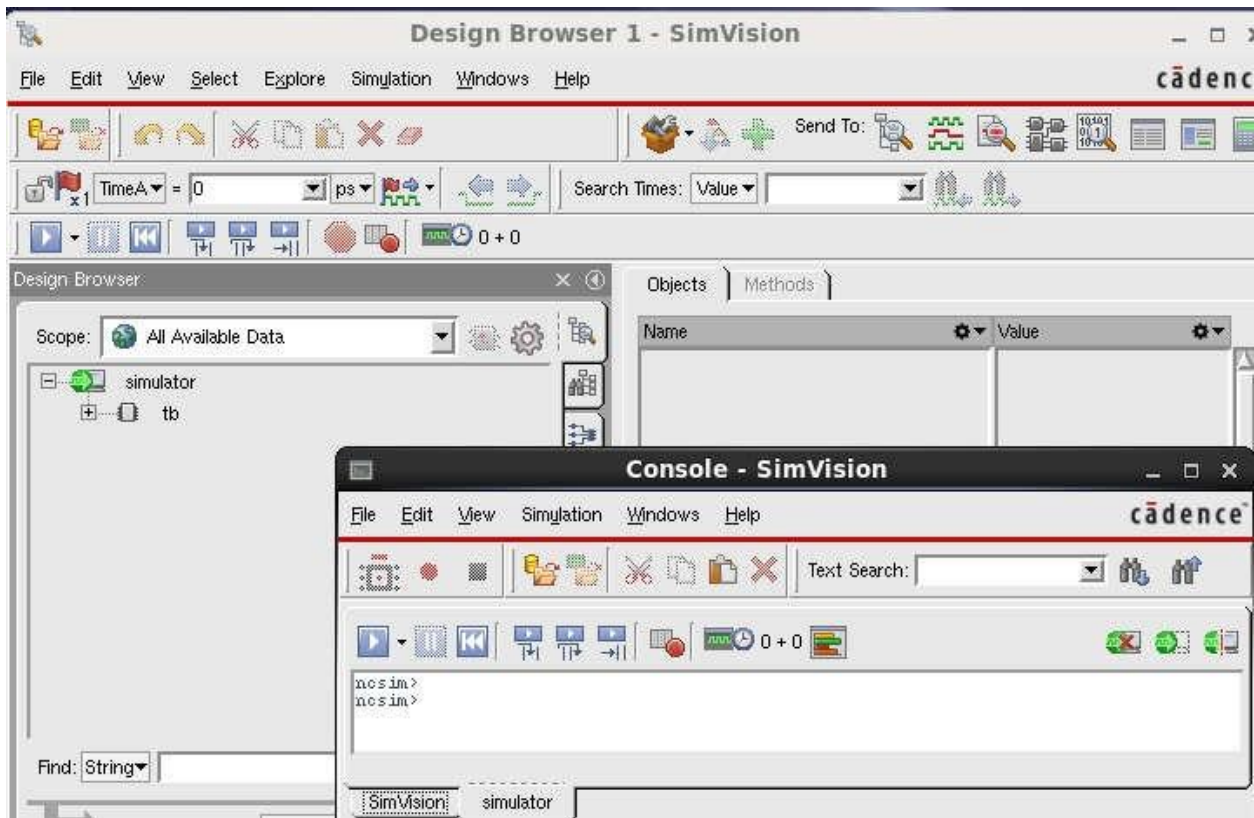 Design Browser 1 - SimVision
File Edit View Select Explore Simulation Windows Help
cādenc
Send To:
TimeA = 0 ps
Search Times: Value
0 + 0
Design Browser
Scope: All Available Data
simulator
tb
Find: String
Objects Methods
Name Value
Console - SimVision
File Edit View Simulation Windows Help
cādence
Text Search:
0 + 0
ncsim>
ncsim>
SimVision simulator